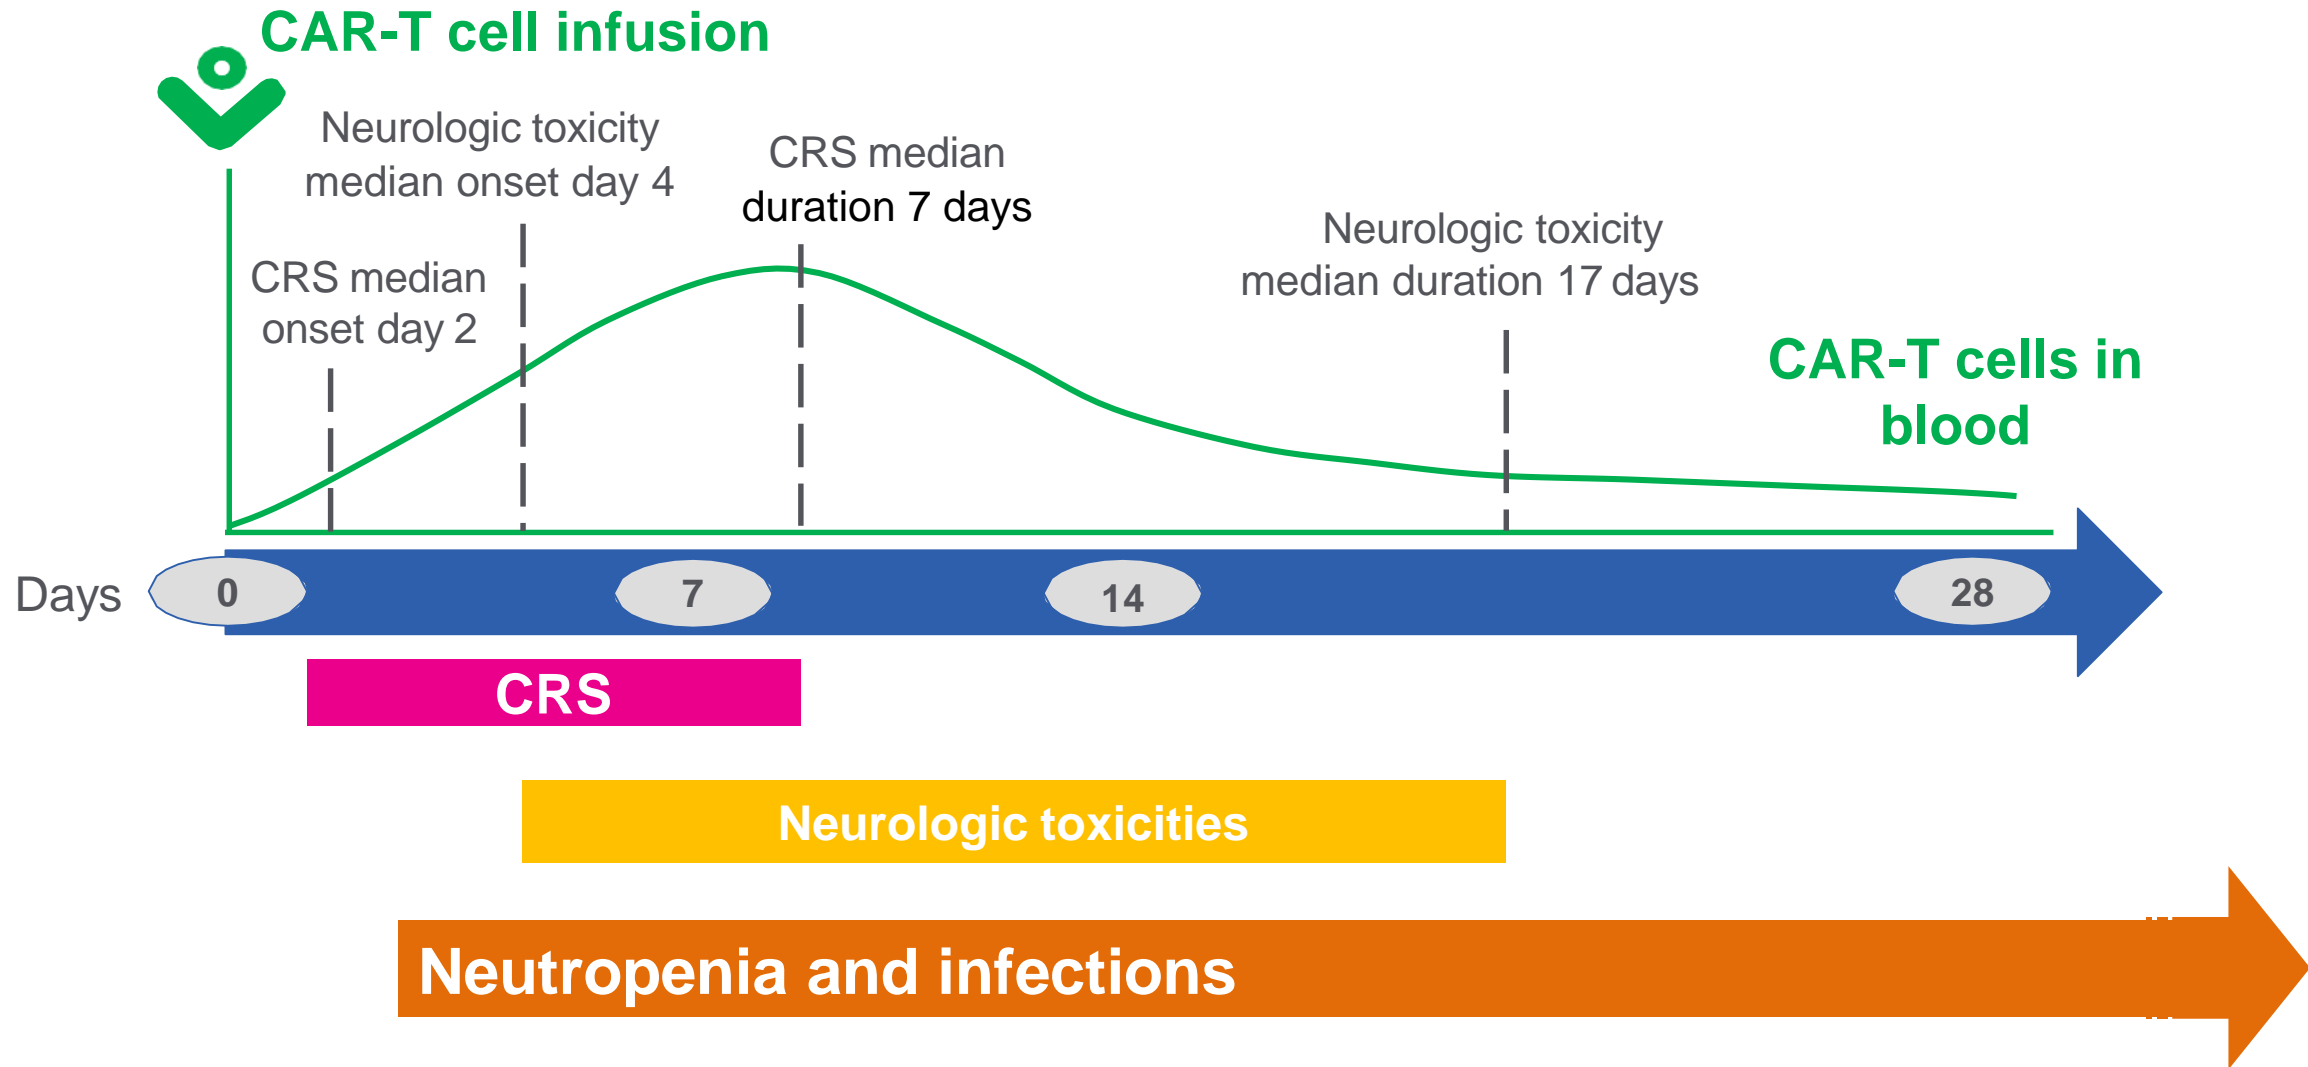 CAR-T cell infusion
Neurologic toxicity
median onset day 4
CRS median
duration 7 days
Neurologic toxicity
median duration 17 days
CRS median
onset day 2
CAR-T cells in
blood
Days
0
7
14
28
CRS
Neurologic toxicities
Neutropenia and infections